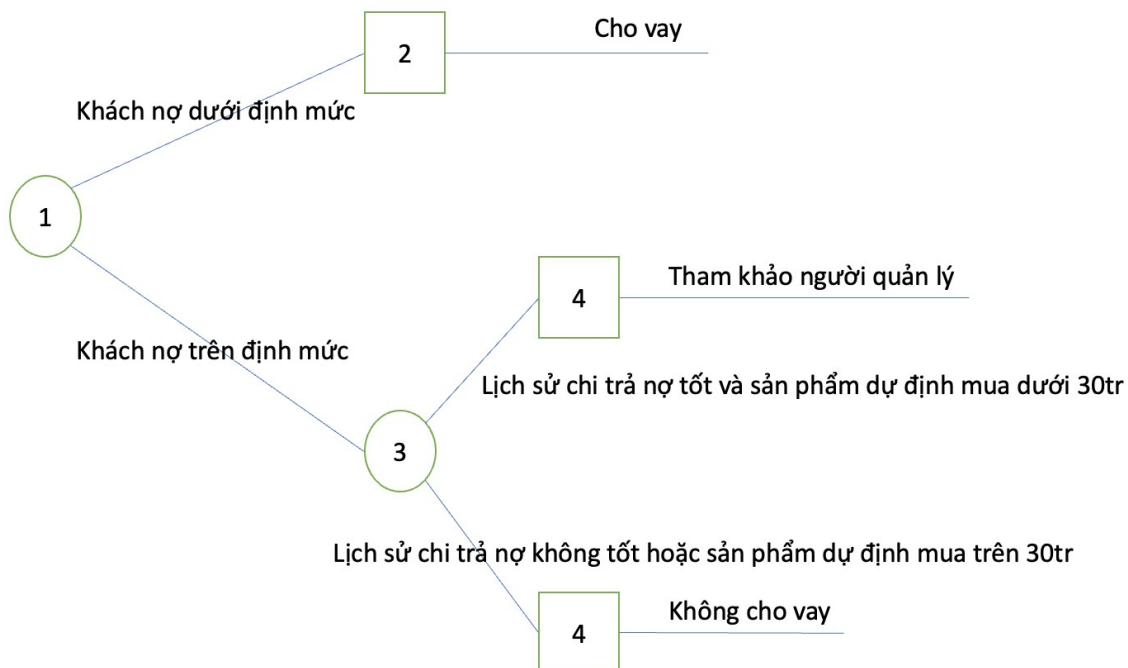 Cho vay
2
Khách nợ dưới định mức
1
Tham khảo người quản lý
4
Khách nợ trên định mức
Lịch sử chi trả nợ tốt và sản phẩm dự định mua dưới 30tr
3
Lịch sử chi trả nợ không tốt hoặc sản phẩm dự định mua trên 30tr
Không cho vay
4